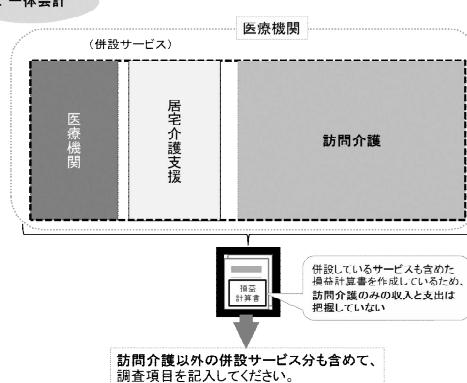 一体会計
医療機関
（併設サービス）
医療機関
居宅介護支援
訪問介護
損益
計算書
併設しているサービスも含めた
損益計算書を作成しているため、
訪問介護のみの収入と支出は
把握していない
訪問介護以外の併設サービス分も含めて、
調査項目を記入してください。